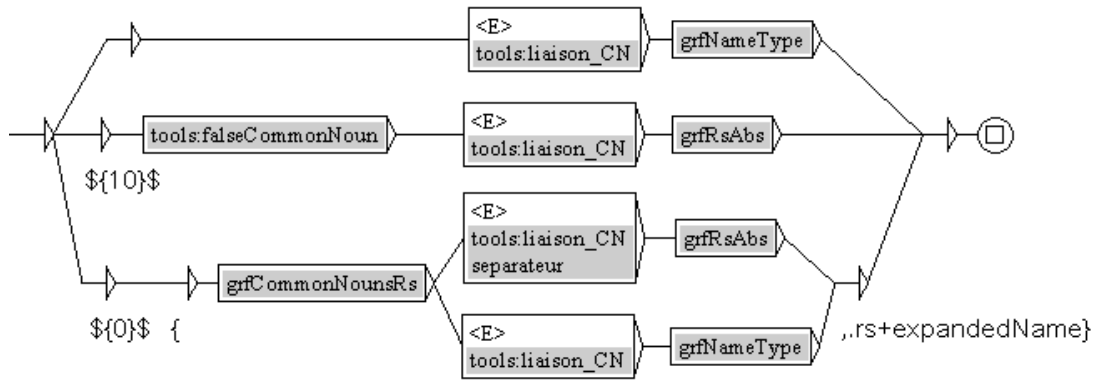 <E>
tools:liaison_CN
grfNameType
tools:falseCommonNoun
<E>
tools:liaison_CN
grfRsAbs
${10}$
<E>
tools:liaison_CN
separateur
grfRsAbs
grfCommonNounsRs
${0}$ {
,.rs+expandedName}
<E>
tools:liaison_CN
grfNameType